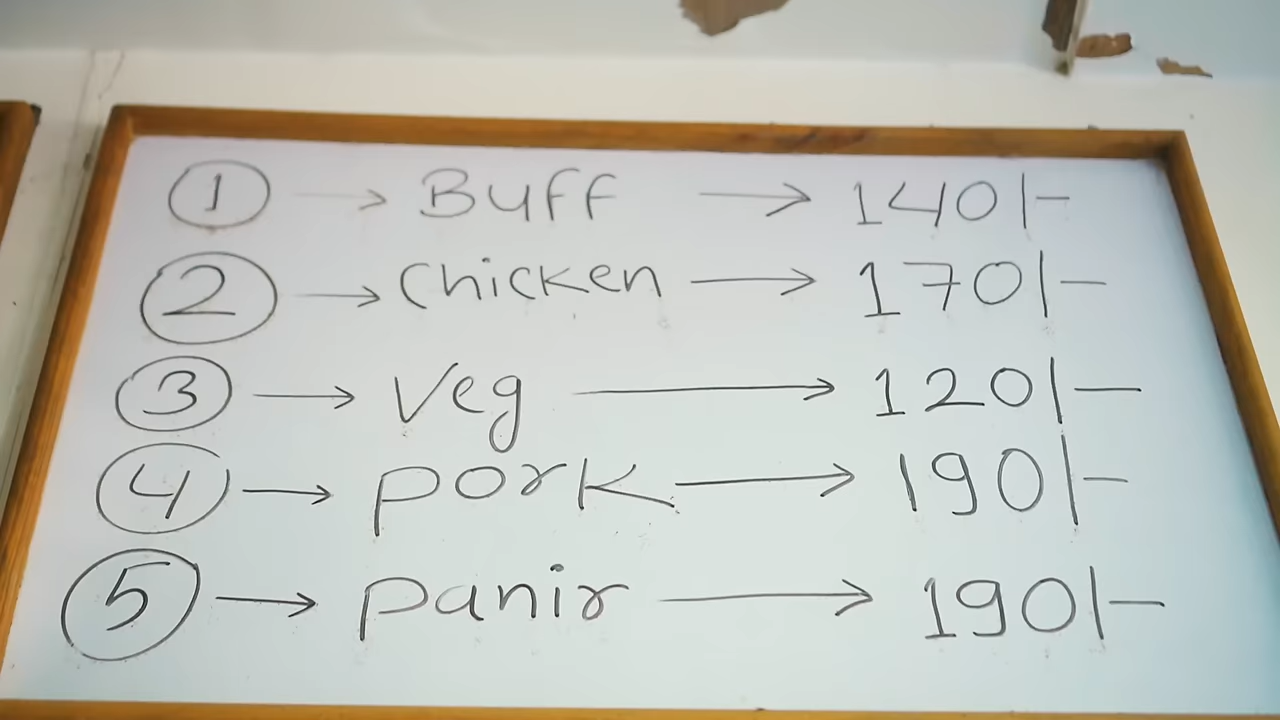 ① → Buff → 140/-
② → Chicken → 170/-
③ → Veg → 120/-
④ → Pork → 190/-
⑤ → Panir → 190/-